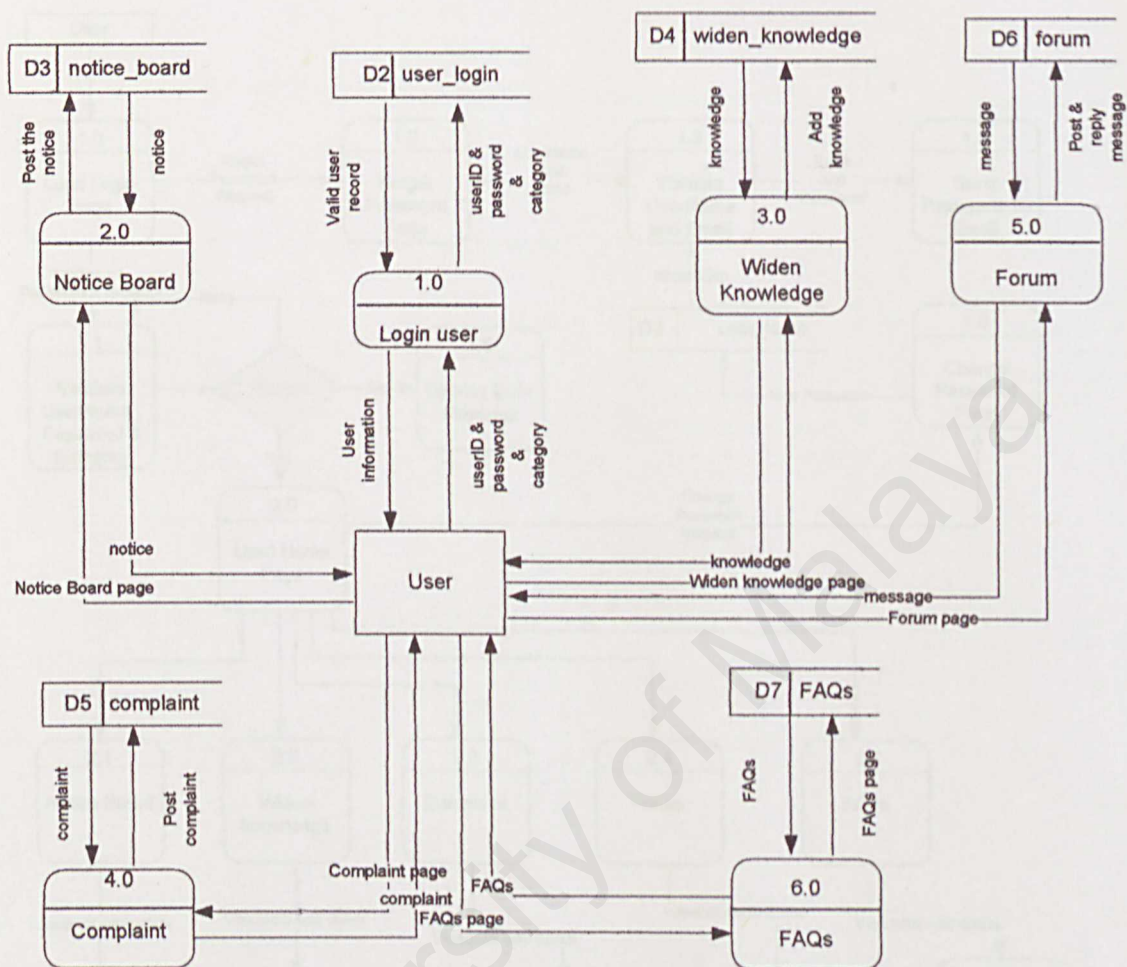 D3 notice_board
D2 user_login
D4 widen_knowledge
D6 forum
Post the
notice
notice
Valid user
record
userID &
password
&
category
knowledge
Add
knowledge
message
Post &
reply
message
2.0
Notice Board
1.0
Login user
3.0
Widen
Knowledge
5.0
Forum
User
information
userID &
password
&
category
notice
Notice Board page
User
knowledge
Widen knowledge page
message
Forum page
D5 complaint
D7 FAQs
complaint
Post
complaint
FAQs
FAQs page
4.0
Complaint
Complaint page
complaint
FAQs page
FAQs
6.0
FAQs
University of Malaya